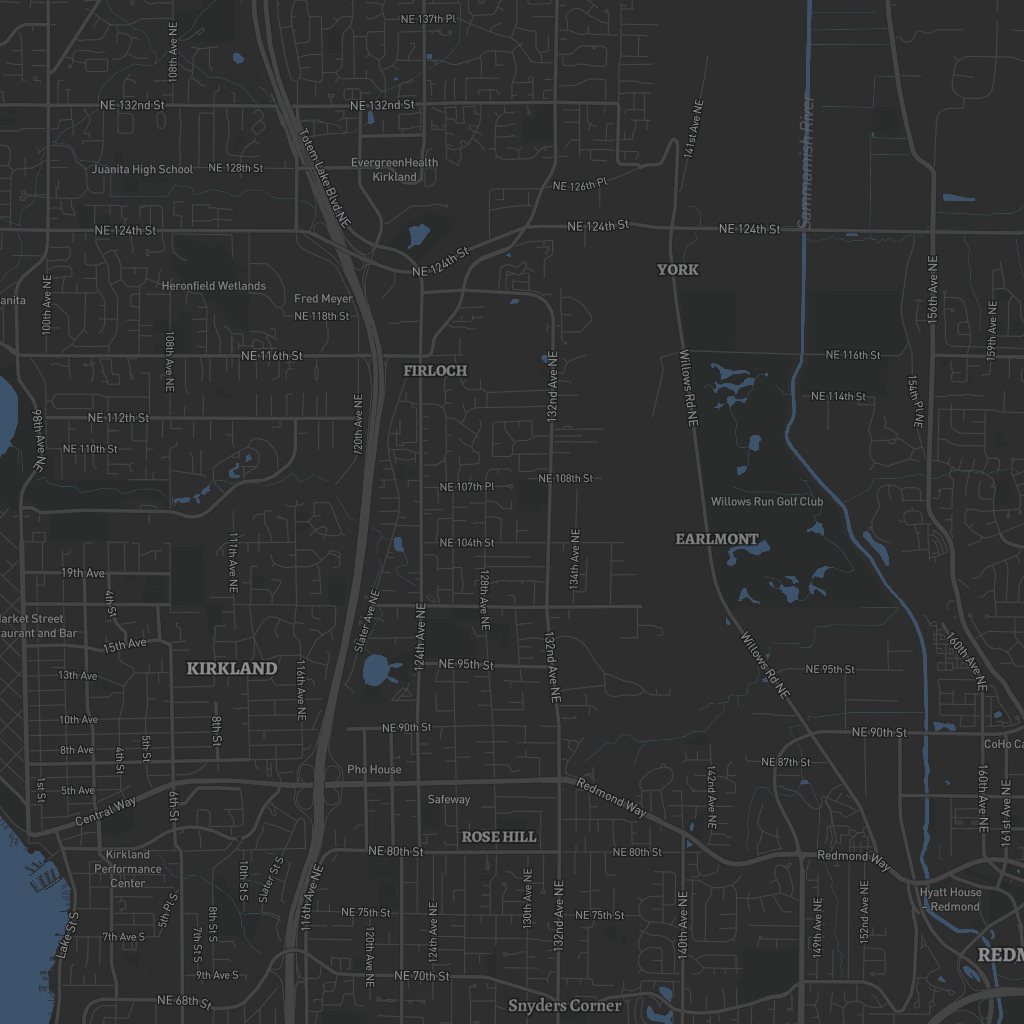 NE 137th Pl
108th Ave NE
NE 132nd St
NE 132nd St
141st Ave NE
Sammamish River
Totem Lake Blvd NE
Juanita High School
NE 128th St
EvergreenHealth
Kirkland
NE 126th Pl
NE 124th St
NE 124th St
NE 124th St
NE 124th St
YORK
Heronfield Wetlands
156th Ave NE
Fred Meyer
anita
100th Ave NE
NE 118th St
159th Ave NE
108th Ave NE
NE 116th St
NE 116th St
FIRLOCH
132nd Ave NE
Willows Rd NE
154th Pl NE
NE 114th St
NE 112th St
120th Ave NE
98th Ave NE
NE 110th St
NE 108th St
NE 107th Pl
Willows Run Golf Club
117th Ave NE
EARLMONT
NE 104th St
134th Ave NE
19th Ave
128th Ave NE
4th St
Slater Ave NE
Market Street
aurant and Bar
124th Ave NE
15th Ave
132nd Ave NE
Willows Rd NE
160th Ave NE
KIRKLAND
NE 95th St
NE 95th St
13th Ave
116th Ave NE
10th Ave
8th St
NE 90th St
NE 90th St
CoHo Ca
8th Ave
5th St
4th St
NE 87th St
Pho House
142nd Ave NE
160th Ave NE
161st Ave NE
1st St
5th Ave
6th St
Central Way
Safeway
Redmond Way
ROSE HILL
NE 80th St
NE 80th St
Redmond Way
Kirkland
Performance
Center
10th St S
Slater St S
116th Ave NE
Hyatt House
- Redmond
130th Ave NE
132nd Ave NE
140th Ave NE
149th Ave NE
152nd Ave NE
5th Pl S
8th St S
7th St S
NE 75th St
NE 75th St
124th Ave NE
120th Ave NE
Lake St S
7th Ave S
REDM
9th Ave S
NE 70th St
NE 68th St
Snyders Corner